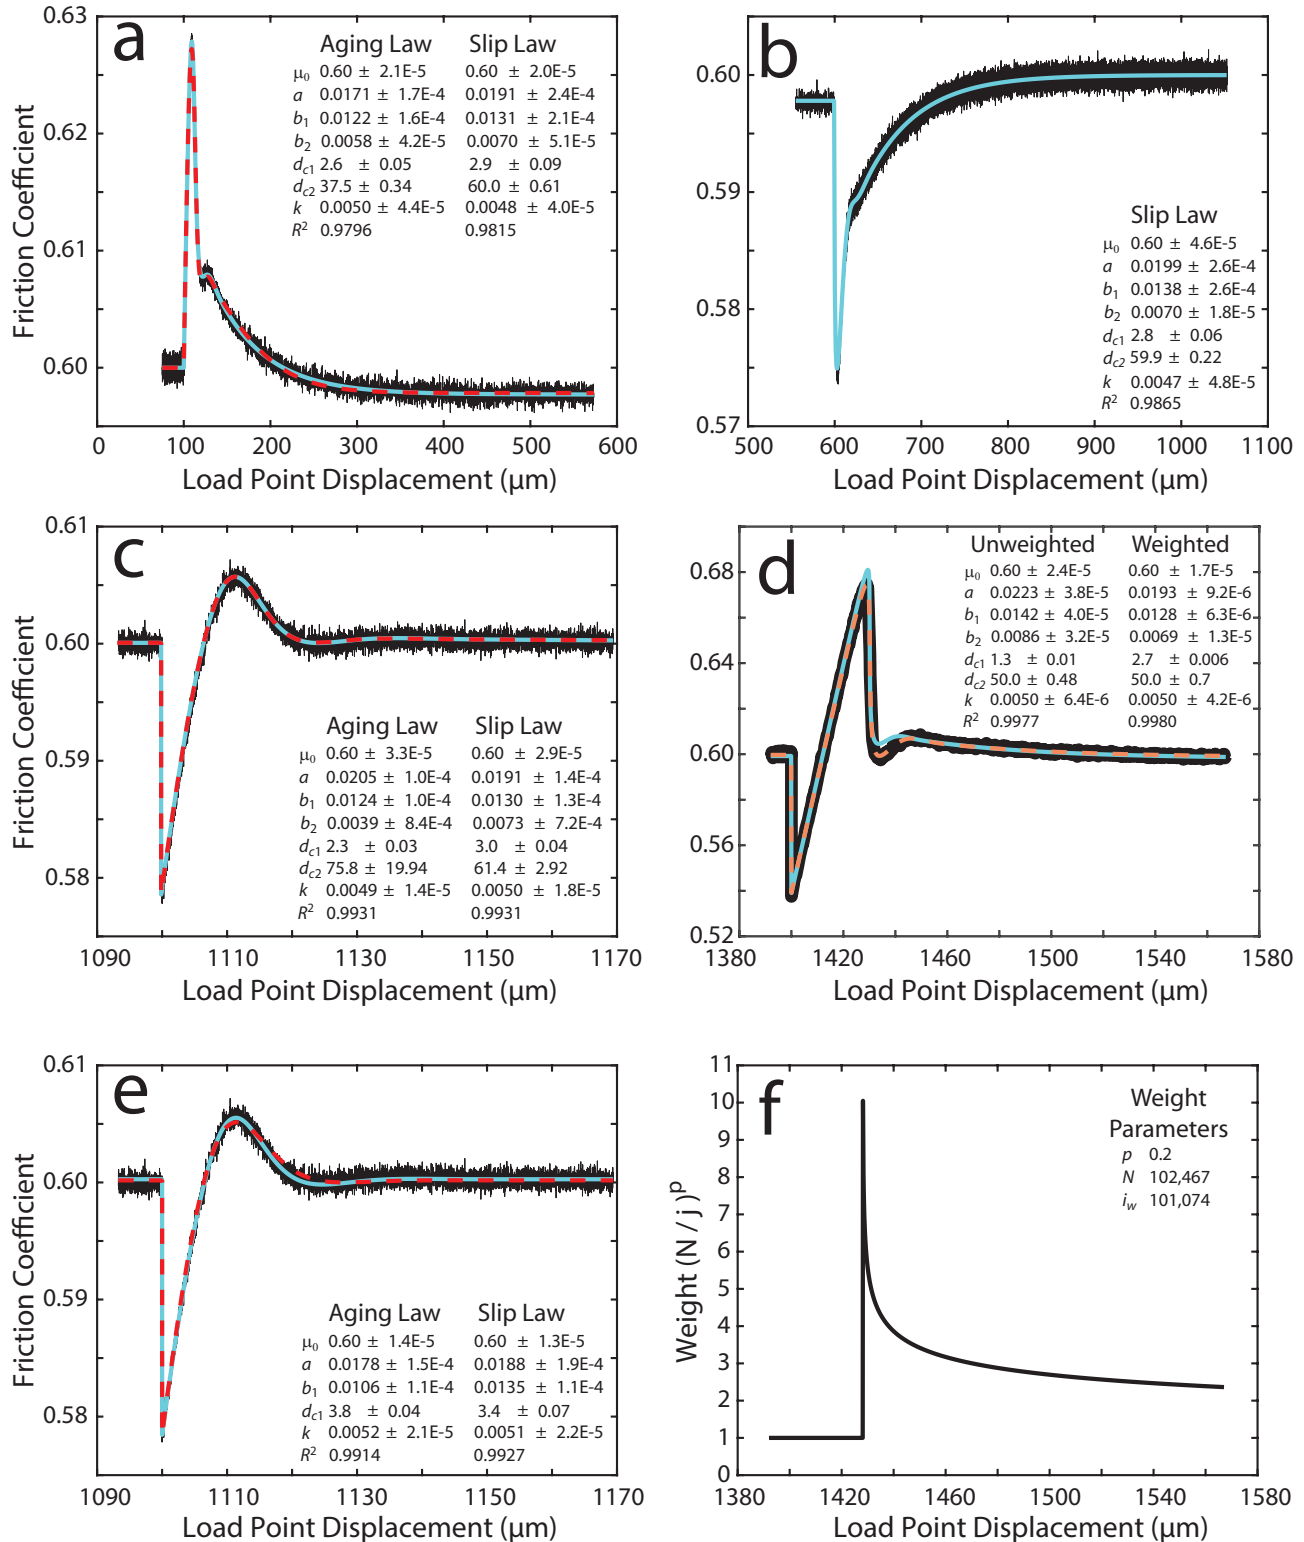 a
Aging Law Slip Law
μ0 0.60 ± 2.1E-5 0.60 ± 2.0E-5
a 0.0171 ± 1.7E-4 0.0191 ± 2.4E-4
b1 0.0122 ± 1.6E-4 0.0131 ± 2.1E-4
b2 0.0058 ± 4.2E-5 0.0070 ± 5.1E-5
dc1 2.6 ± 0.05 2.9 ± 0.09
dc2 37.5 ± 0.34 60.0 ± 0.61
k 0.0050 ± 4.4E-5 0.0048 ± 4.0E-5
R2 0.9796 0.9815
0.63
0.62
0.61
0.60
Friction Coefficient
0 100 200 300 400 500 600
Load Point Displacement (μm)
b
Slip Law
μ0 0.60 ± 4.6E-5
a 0.0199 ± 2.6E-4
b1 0.0138 ± 2.6E-4
b2 0.0070 ± 1.8E-5
dc1 2.8 ± 0.06
dc2 59.9 ± 0.22
k 0.0047 ± 4.8E-5
R2 0.9865
0.60
0.59
0.58
0.57
500 600 700 800 900 1000 1100
Load Point Displacement (μm)
c
Aging Law Slip Law
μ0 0.60 ± 3.3E-5 0.60 ± 2.9E-5
a 0.0205 ± 1.0E-4 0.0191 ± 1.4E-4
b1 0.0124 ± 1.0E-4 0.0130 ± 1.3E-4
b2 0.0039 ± 8.4E-4 0.0073 ± 7.2E-4
dc1 2.3 ± 0.03 3.0 ± 0.04
dc2 75.8 ± 19.94 61.4 ± 2.92
k 0.0049 ± 1.4E-5 0.0050 ± 1.8E-5
R2 0.9931 0.9931
0.61
0.60
0.59
0.58
Friction Coefficient
1090 1110 1130 1150 1170
Load Point Displacement (μm)
d
Unweighted Weighted
μ0 0.60 ± 2.4E-5 0.60 ± 1.7E-5
a 0.0223 ± 3.8E-5 0.0193 ± 9.2E-6
b1 0.0142 ± 4.0E-5 0.0128 ± 6.3E-6
b2 0.0086 ± 3.2E-5 0.0069 ± 1.3E-5
dc1 1.3 ± 0.01 2.7 ± 0.006
dc2 50.0 ± 0.48 50.0 ± 0.7
k 0.0050 ± 6.4E-6 0.0050 ± 4.2E-6
R2 0.9977 0.9980
0.68
0.64
0.60
0.56
0.52
1380 1420 1460 1500 1540 1580
Load Point Displacement (μm)
e
Aging Law Slip Law
μ0 0.60 ± 1.4E-5 0.60 ± 1.3E-5
a 0.0178 ± 1.5E-4 0.0188 ± 1.9E-4
b1 0.0106 ± 1.1E-4 0.0135 ± 1.1E-4
dc1 3.8 ± 0.04 3.4 ± 0.07
k 0.0052 ± 2.1E-5 0.0051 ± 2.2E-5
R2 0.9914 0.9927
0.61
0.60
0.59
0.58
Friction Coefficient
1090 1110 1130 1150 1170
Load Point Displacement (μm)
f
Weight
Parameters
p 0.2
N 102,467
iw 101,074
11
10
9
8
7
6
5
4
3
2
1
0
Weight (N / j)p
1380 1420 1460 1500 1540 1580
Load Point Displacement (μm)